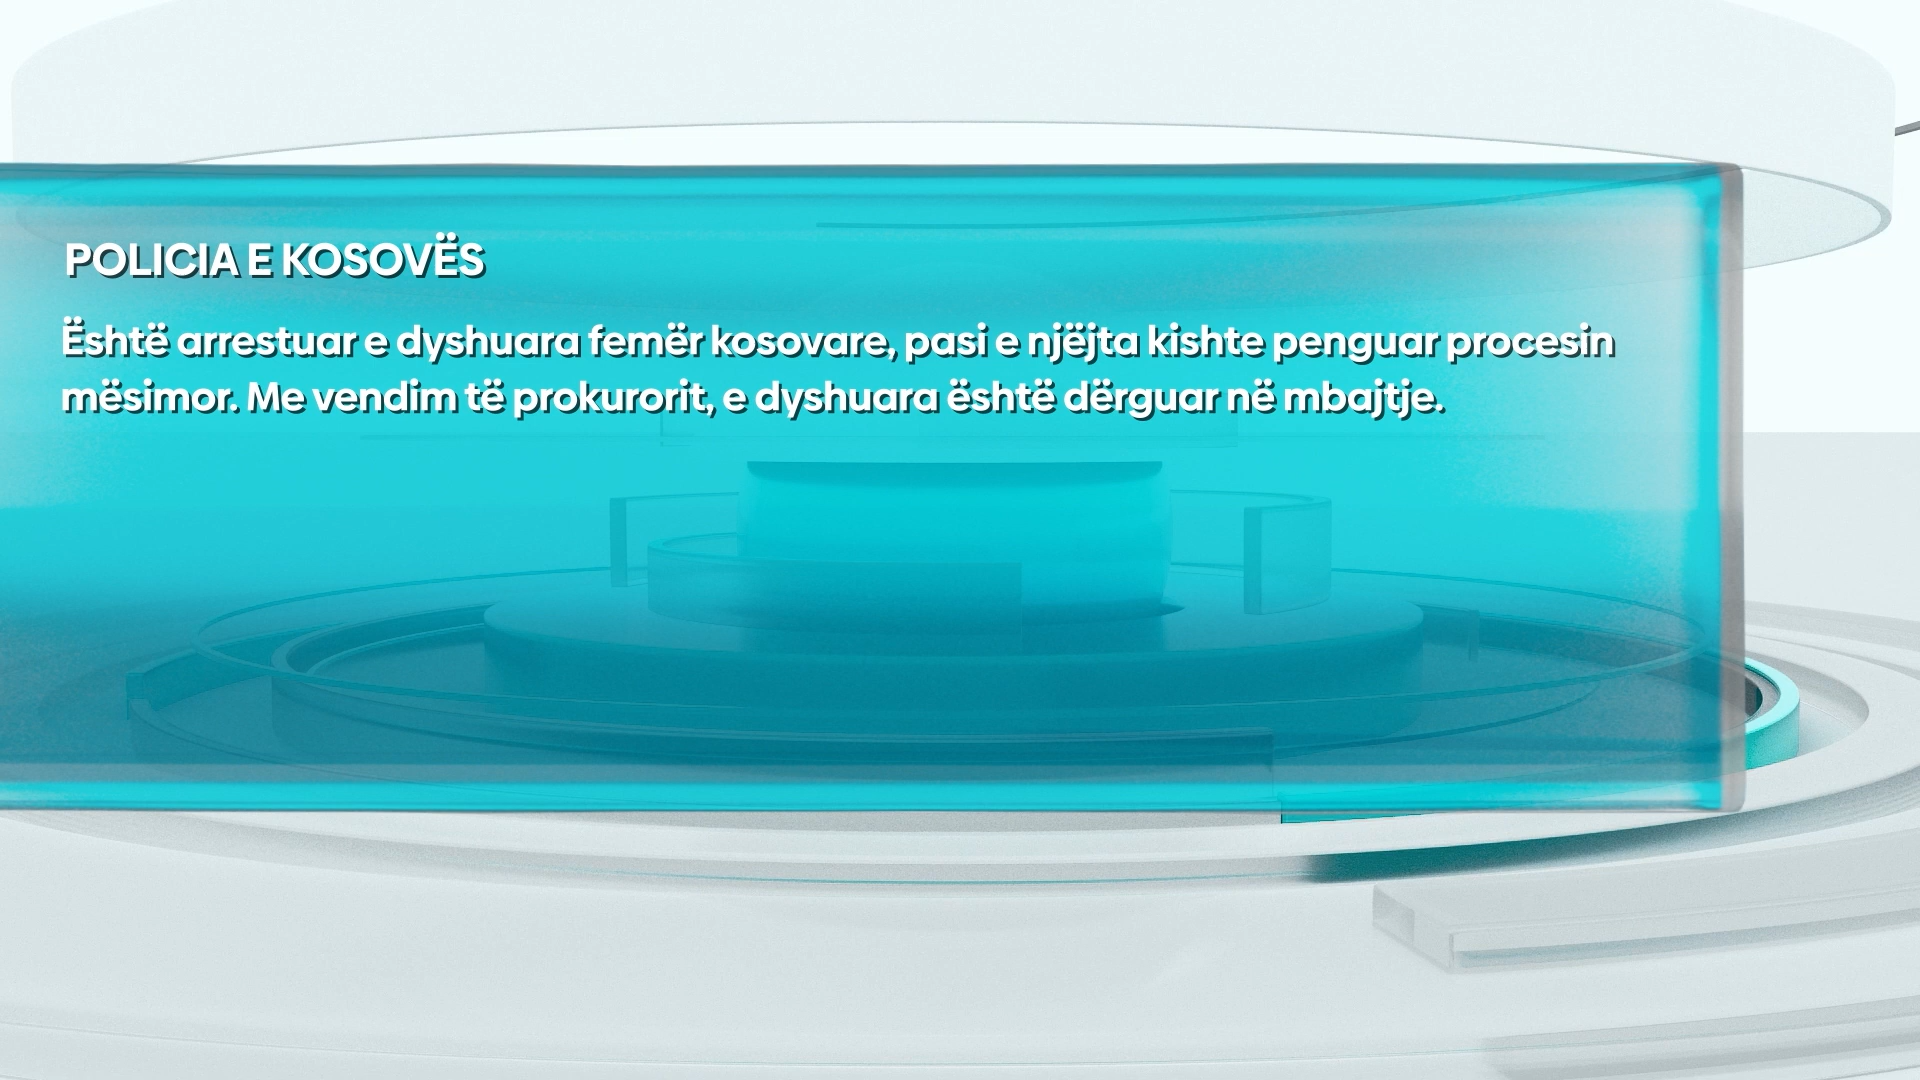 POLICIA E KOSOVËS
Është arrestuar e dyshuara femër kosovare, pasi e njëjta kishte penguar procesin
mësimor. Me vendim të prokurorit, e dyshuara është dërguar në mbajtje.